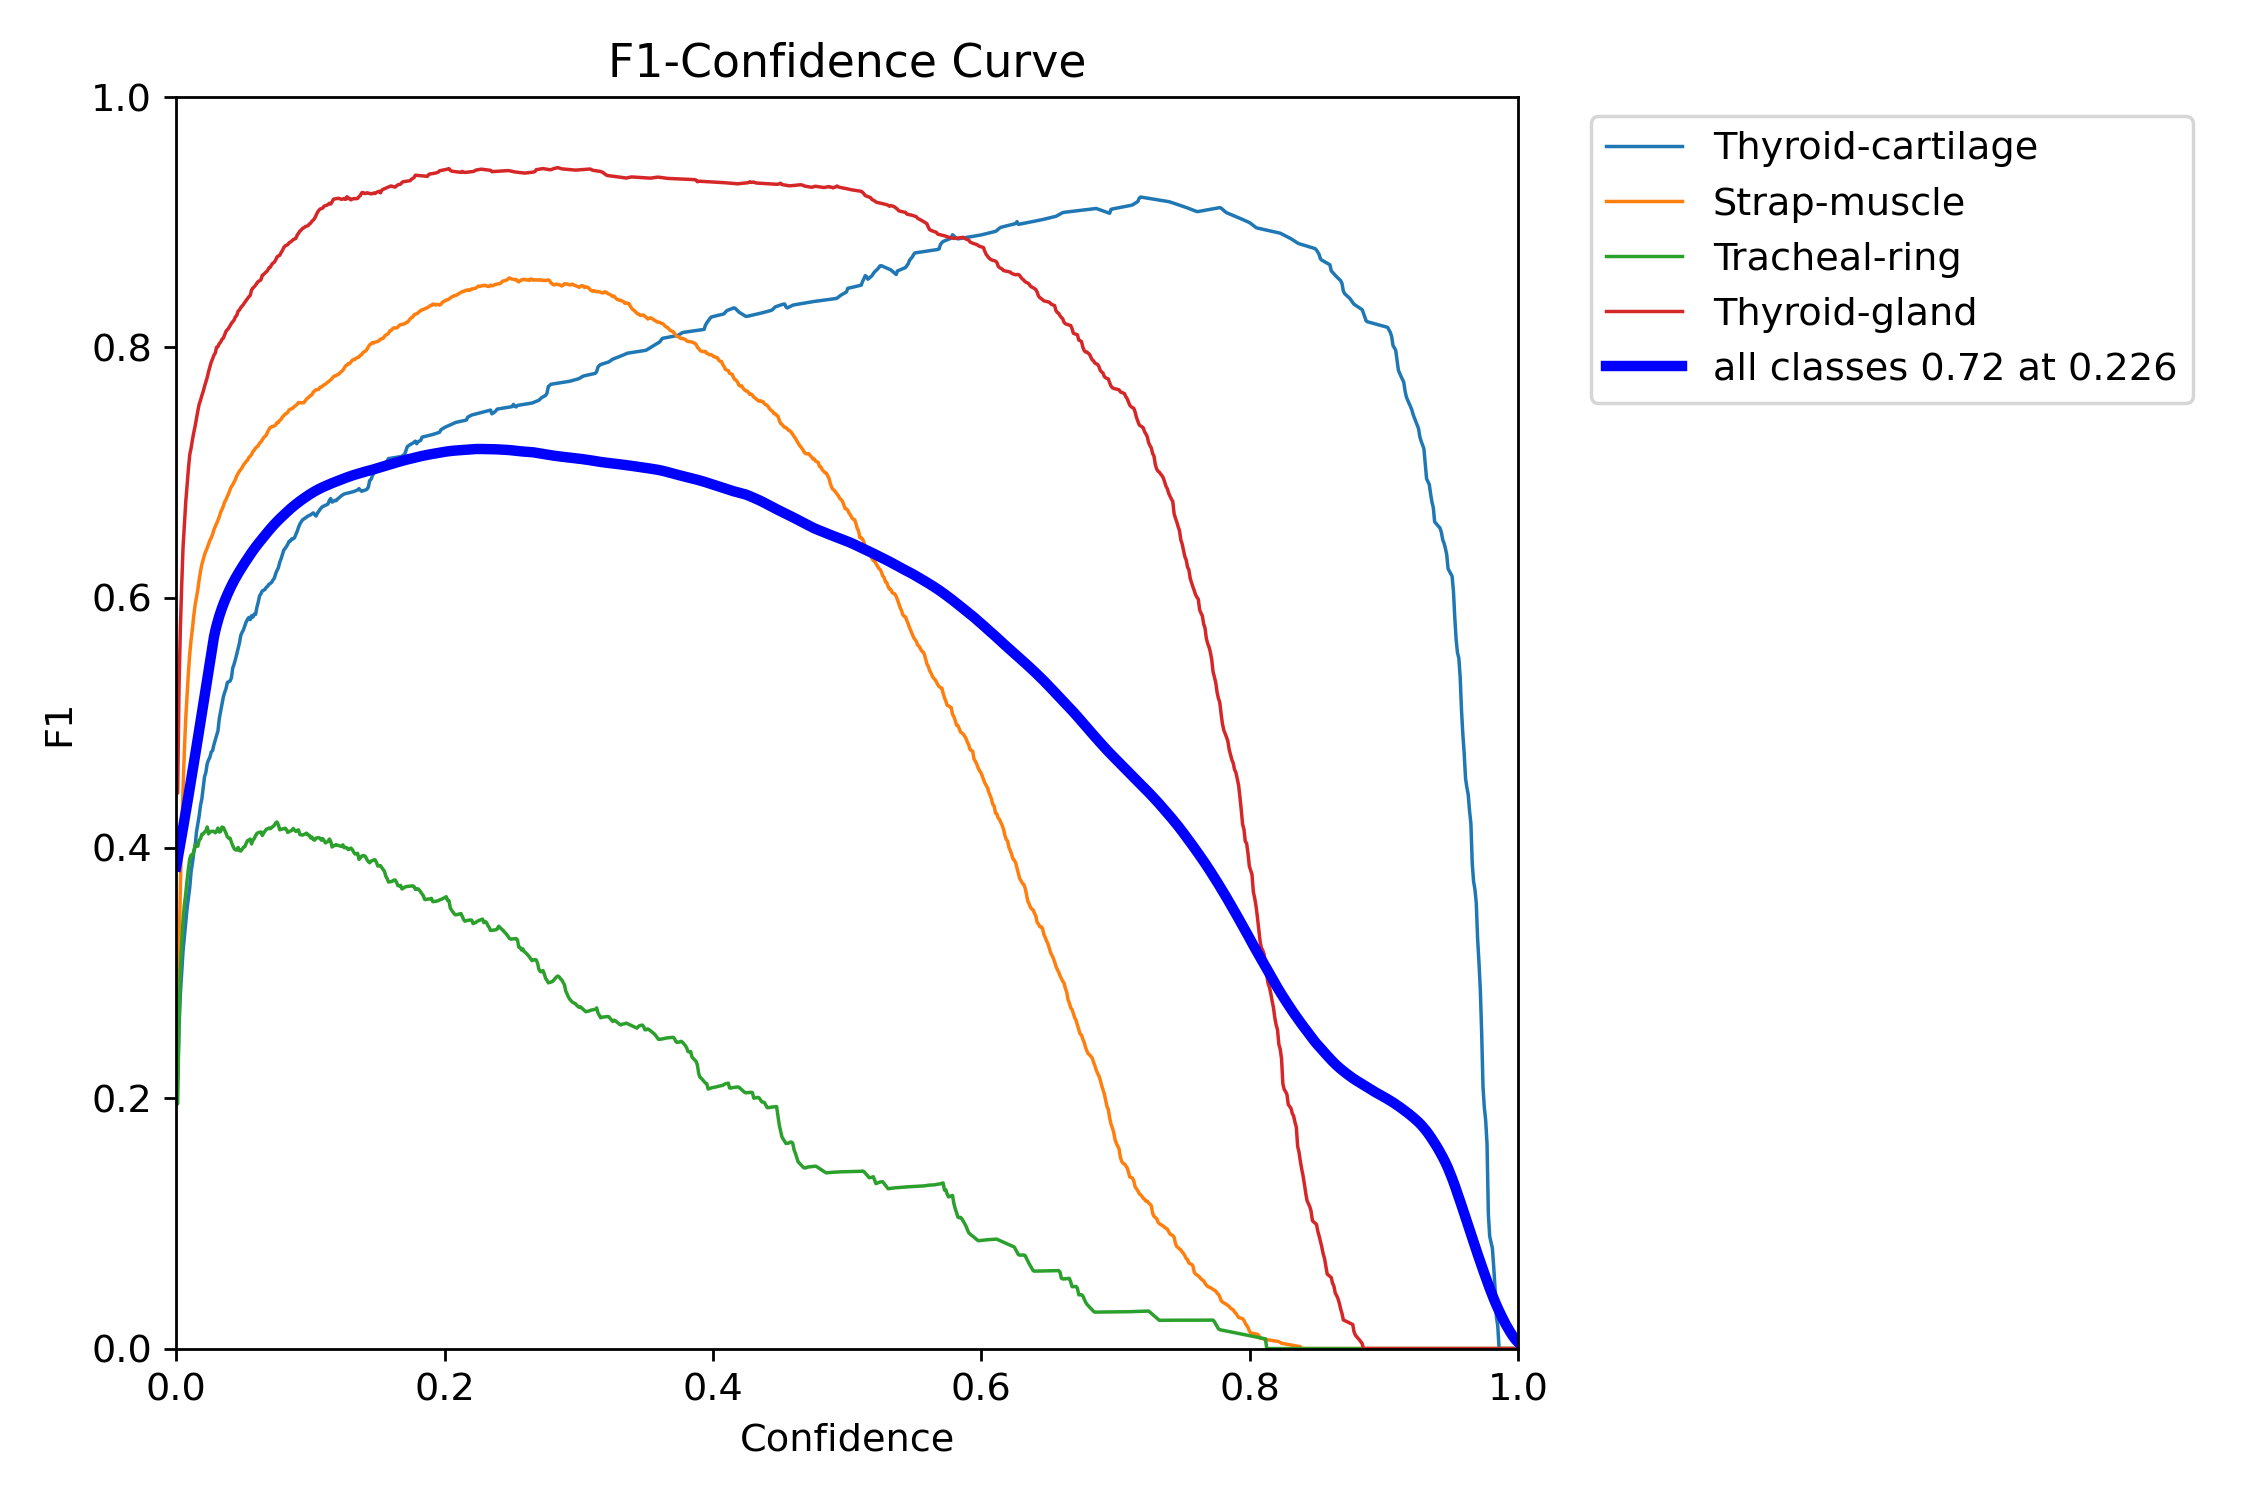 F1-Confidence Curve
1.0
0.8
0.6
0.4
0.2
0.0
F1
0.0 0.2 0.4 0.6 0.8 1.0
Confidence
Thyroid-cartilage
Strap-muscle
Tracheal-ring
Thyroid-gland
all classes 0.72 at 0.226